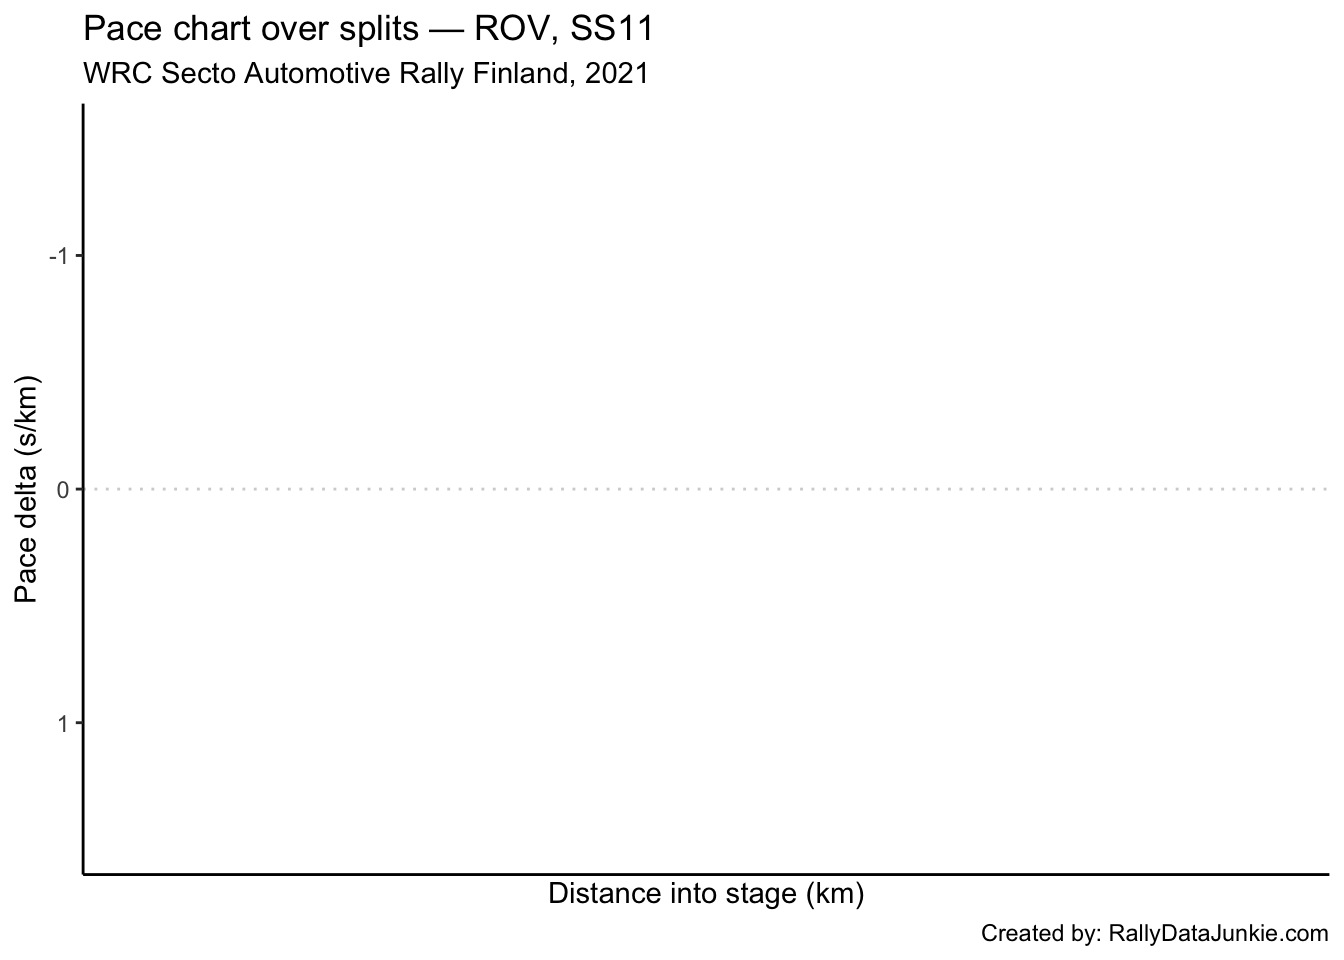 Pace chart over splits — ROV, SS11
WRC Secto Automotive Rally Finland, 2021
Pace delta (s/km)
-1
0
1
Distance into stage (km)
Created by: RallyDataJunkie.com